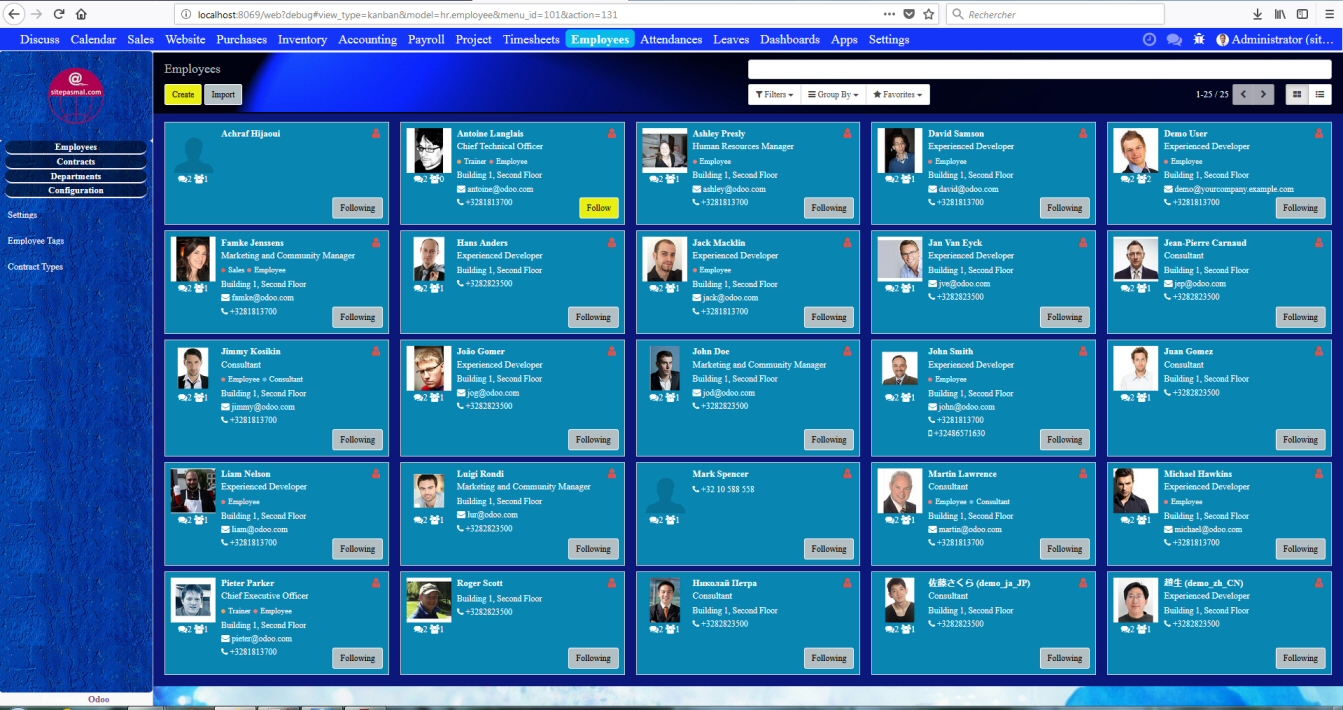 localhost:8069/web?debug#view_type=kanban&model=hr.employee&menu_id=101&action=131
Rechercher
Discuss Calendar Sales Website Purchases Inventory Accounting Payroll Project Timesheets Employees Attendances Leaves Dashboards Apps Settings
Administrator (sit...
@
sitepasmal.com
Employees
Contracts
Departments
Configuration
Settings
Employee Tags
Contract Types
Odoo
Employees
Create Import
Filters Group By Favorites
1-25 / 25
Achraf Hijaoui
2 1
Following
Antoine Langlais
Chief Technical Officer
Trainer Employee
Building 1, Second Floor
2 0
antoine@odoo.com
+3281813700
Follow
Ashley Presly
Human Resources Manager
Employee
Building 1, Second Floor
2 1
ashley@odoo.com
+3281813700
Following
David Samson
Experienced Developer
Employee
Building 1, Second Floor
2 1
david@odoo.com
+3281813700
Following
Demo User
Experienced Developer
Employee
Building 1, Second Floor
2 2
demo@yourcompany.example.com
+3281813700
Following
Famke Jenssens
Marketing and Community Manager
Sales Employee
Building 1, Second Floor
2 1
famke@odoo.com
+3281813700
Following
Hans Anders
Experienced Developer
Building 1, Second Floor
+3282823500
2 1
Following
Jack Macklin
Experienced Developer
Employee
Building 1, Second Floor
2 1
jack@odoo.com
+3281813700
Following
Jan Van Eyck
Experienced Developer
Building 1, Second Floor
jve@odoo.com
2 1
+3282823500
Following
Jean-Pierre Carnaud
Consultant
Building 1, Second Floor
jep@odoo.com
2 1
+3282823500
Following
Jimmy Kosikin
Consultant
Employee Consultant
Building 1, Second Floor
2 1
jimmy@odoo.com
+3281813700
Following
João Gomer
Experienced Developer
Building 1, Second Floor
jog@odoo.com
2 1
+3282823500
Following
John Doe
Marketing and Community Manager
Building 1, Second Floor
jod@odoo.com
2 1
+3282823500
Following
John Smith
Experienced Developer
Employee
Building 1, Second Floor
2 1
john@odoo.com
+3281813700
+32486571630
Following
Juan Gomez
Consultant
Building 1, Second Floor
+3282823500
2 1
Following
Liam Nelson
Experienced Developer
Employee
Building 1, Second Floor
2 1
liam@odoo.com
+3281813700
Following
Luigi Rondi
Marketing and Community Manager
Building 1, Second Floor
lur@odoo.com
2 1
+3282823500
Following
Mark Spencer
+32 10 588 558
2 1
Following
Martin Lawrence
Consultant
Employee Consultant
Building 1, Second Floor
2 1
martin@odoo.com
+3281813700
Following
Michael Hawkins
Experienced Developer
Employee
Building 1, Second Floor
2 1
michael@odoo.com
+3281813700
Following
Pieter Parker
Chief Executive Officer
Trainer Employee
Building 1, Second Floor
2 1
pieter@odoo.com
+3281813700
Following
Roger Scott
Building 1, Second Floor
+3282823500
2 1
Following
Николай Петра
Consultant
Building 1, Second Floor
+3282823500
2 1
Following
佐藤さくら (demo_ja_JP)
Consultant
Building 1, Second Floor
+3282823500
2 1
Following
趙生 (demo_zh_CN)
Experienced Developer
Building 1, Second Floor
+3282823500
2 1
Following